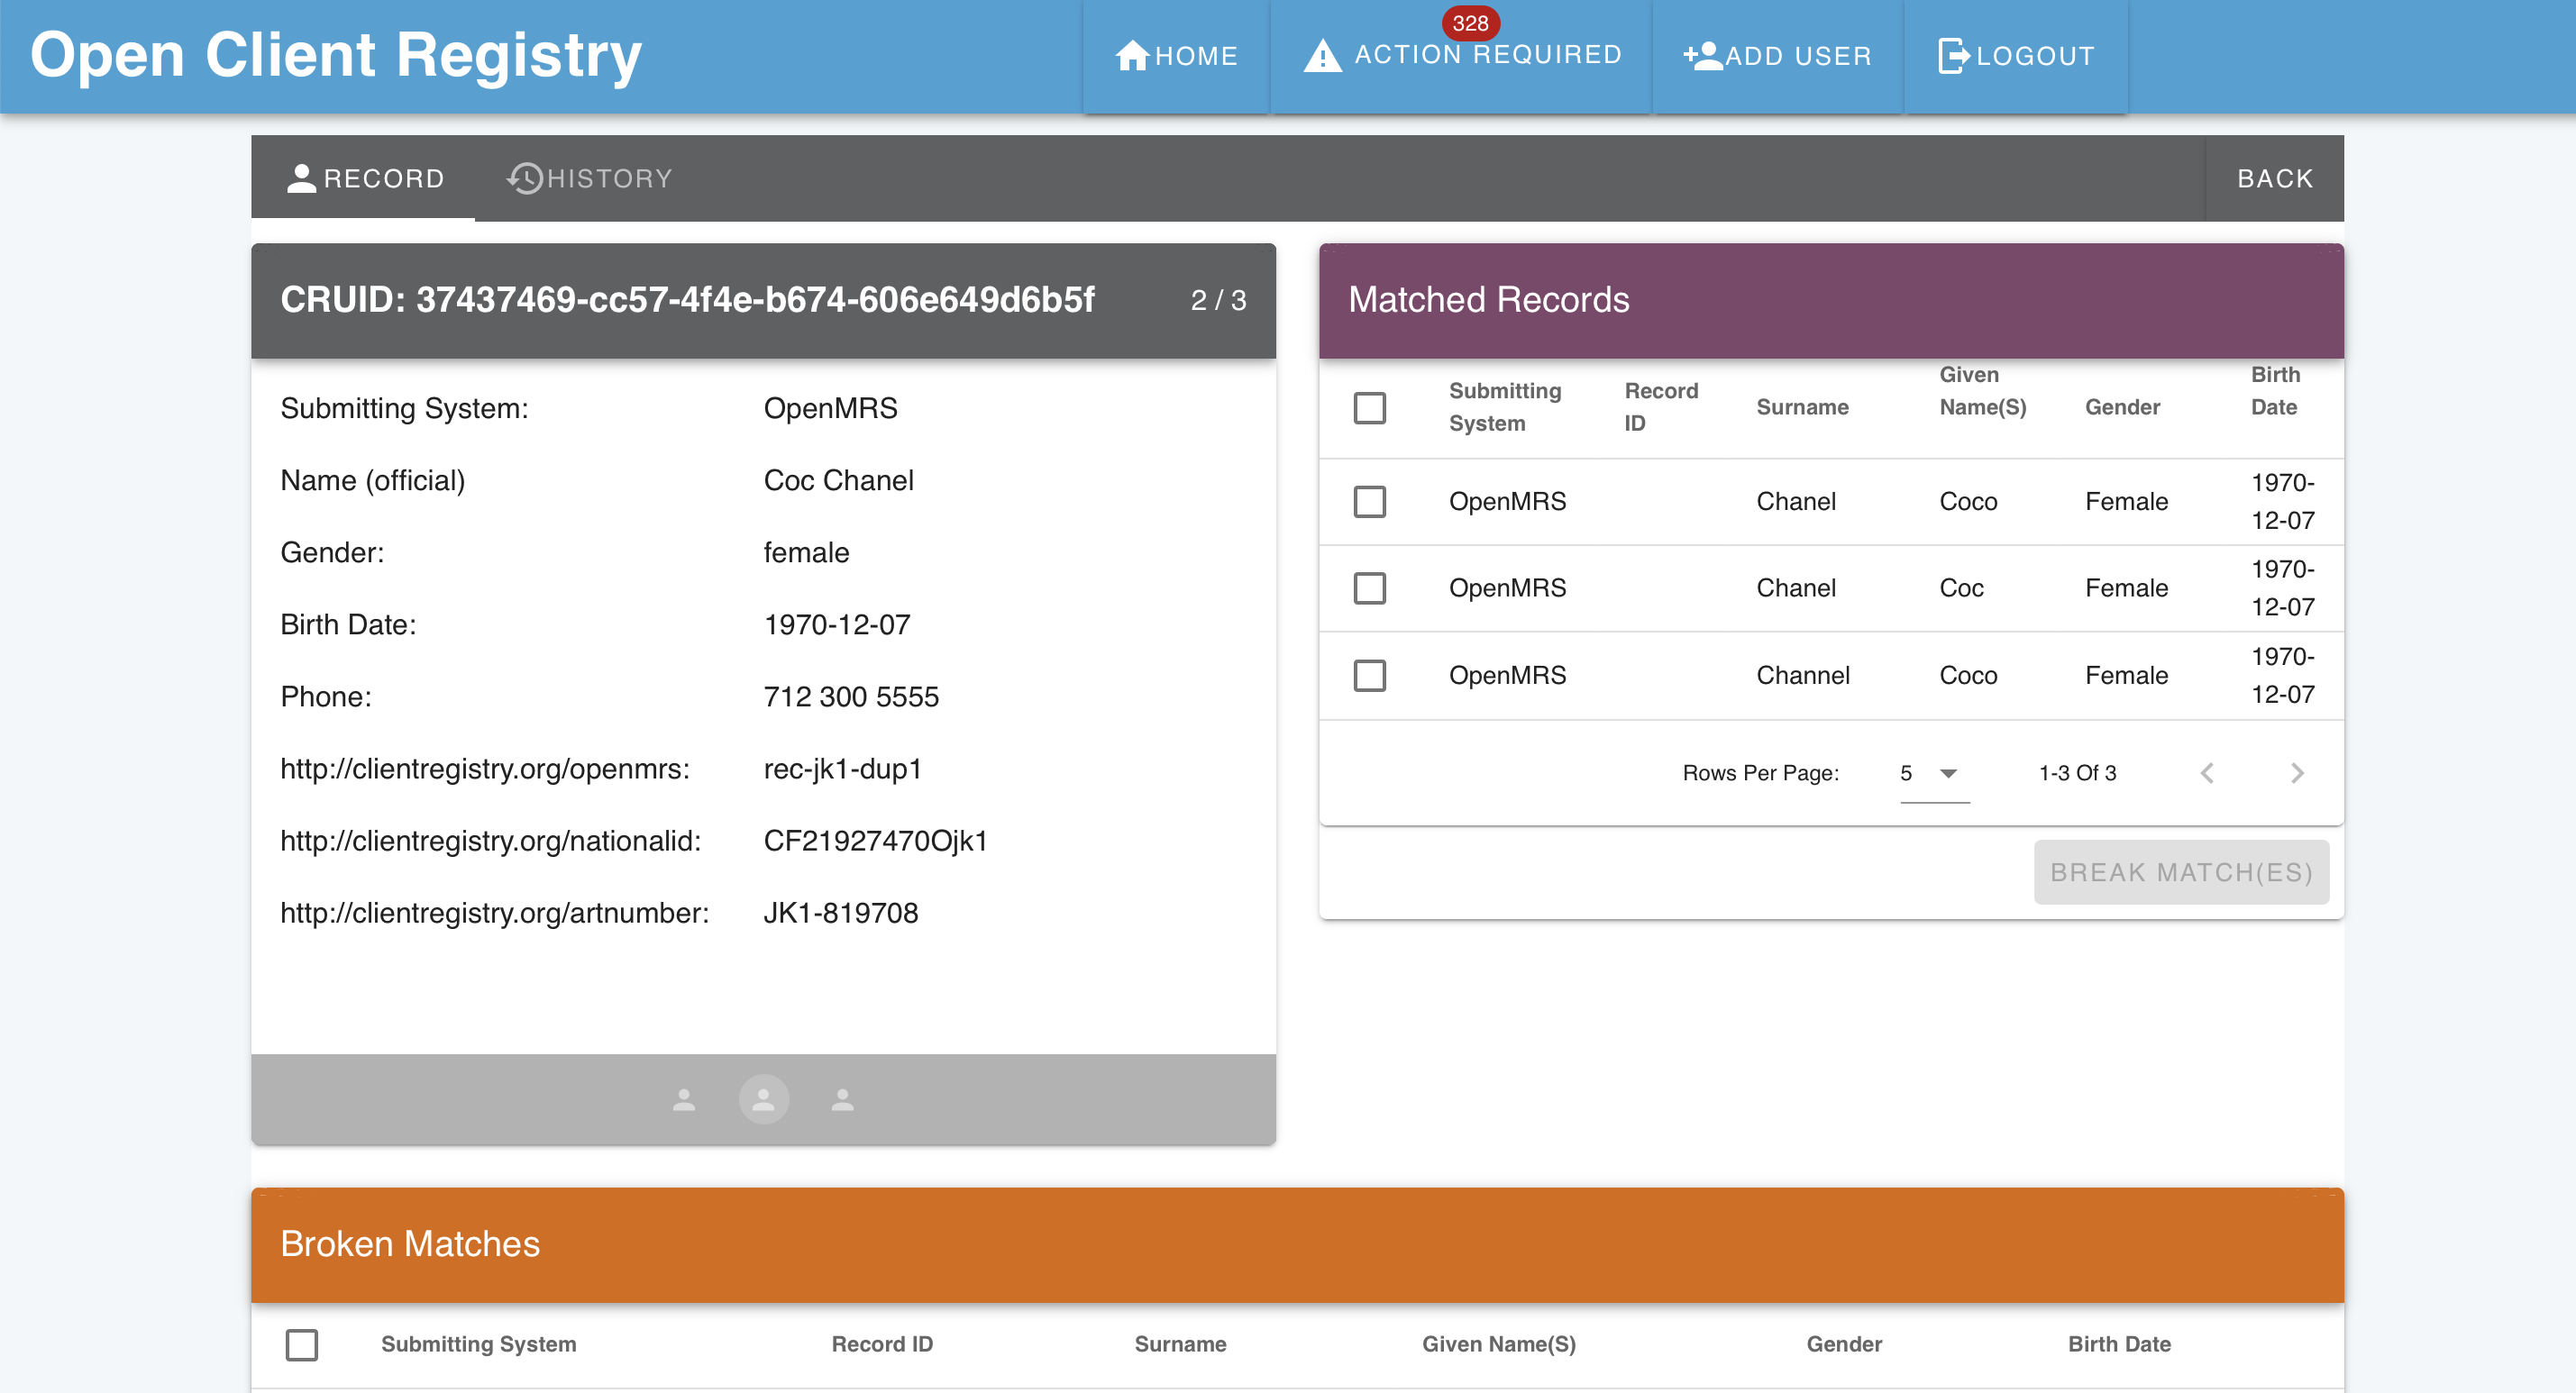 Open Client Registry
HOME
328
ACTION REQUIRED
ADD USER
LOGOUT
RECORD
HISTORY
BACK
CRUID: 37437469-cc57-4f4e-b674-606e649d6b5f 2 / 3
Submitting System: OpenMRS
Name (official) Coc Chanel
Gender: female
Birth Date: 1970-12-07
Phone: 712 300 5555
http://clientregistry.org/openmrs: rec-jk1-dup1
http://clientregistry.org/nationalid: CF21927470Ojk1
http://clientregistry.org/artnumber: JK1-819708
Matched Records
Submitting System Record ID Surname Given Name(S) Gender Birth Date
OpenMRS Chanel Coco Female 1970-12-07
OpenMRS Chanel Coc Female 1970-12-07
OpenMRS Channel Coco Female 1970-12-07
Rows Per Page: 5 1-3 Of 3
BREAK MATCH(ES)
Broken Matches
Submitting System Record ID Surname Given Name(S) Gender Birth Date